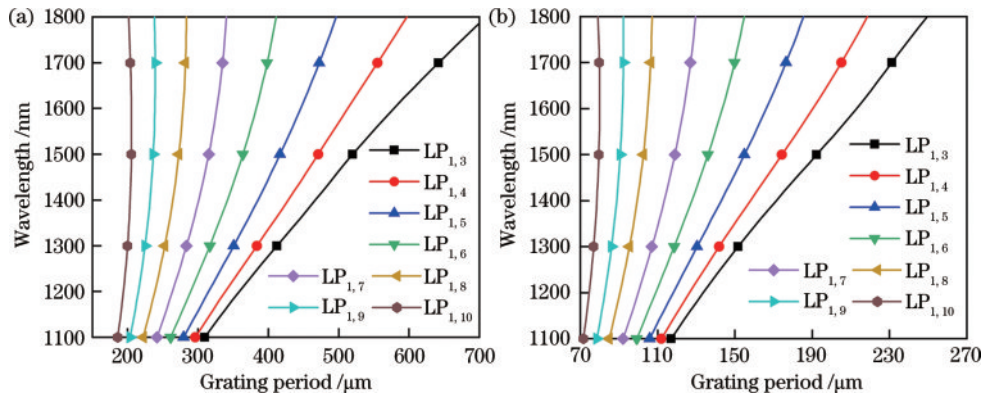 (a)
1800
1700
1600
1500
1400
1300
1200
1100
Wavelength /nm
200 300 400 500 600 700
Grating period /μm
LP1,3
LP1,4
LP1,5
LP1,6
LP1,7
LP1,8
LP1,9
LP1,10
(b)
1800
1700
1600
1500
1400
1300
1200
1100
Wavelength /nm
70 110 150 190 230 270
Grating period /μm
LP1,3
LP1,4
LP1,5
LP1,6
LP1,7
LP1,8
LP1,9
LP1,10